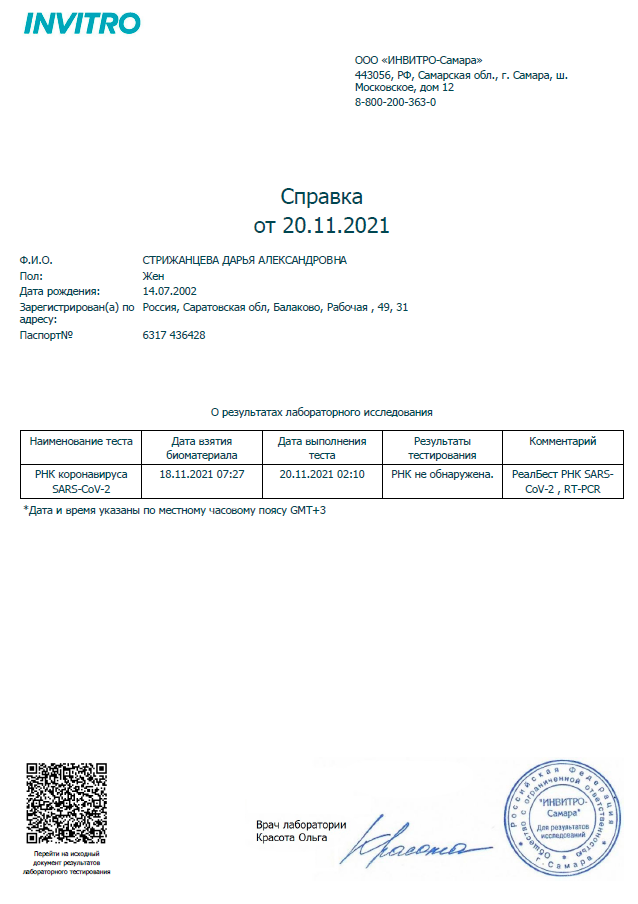 INVITRO
ООО «ИНВИТРО-Самара»
443056, РФ, Самарская обл., г. Самара, ш.
Московское, дом 12
8-800-200-363-0
Справка
от 20.11.2021
Ф.И.О. СТРИЖАНЦЕВА ДАРЬЯ АЛЕКСАНДРОВНА
Пол: Жен
Дата рождения: 14.07.2002
Зарегистрирован(а) по адресу: Россия, Саратовская обл, Балаково, Рабочая , 49, 31
Паспорт№ 6317 436428
О результатах лабораторного исследования
Наименование теста Дата взятия биоматериала Дата выполнения теста Результаты тестирования Комментарий
РНК коронавируса SARS-CoV-2 18.11.2021 07:27 20.11.2021 02:10 РНК не обнаружена. РеалБест РНК SARS-CoV-2 , RT-PCR
*Дата и время указаны по местному часовому поясу GMT+3
Перейти на исходный
документ результатов
лабораторного тестирования
Врач лаборатории
Красота Ольга
Красота
Российская Федерация
Общество с ограниченной ответственностью
г. Самара
"ИНВИТРО-
Самара"
Для результатов
исследований